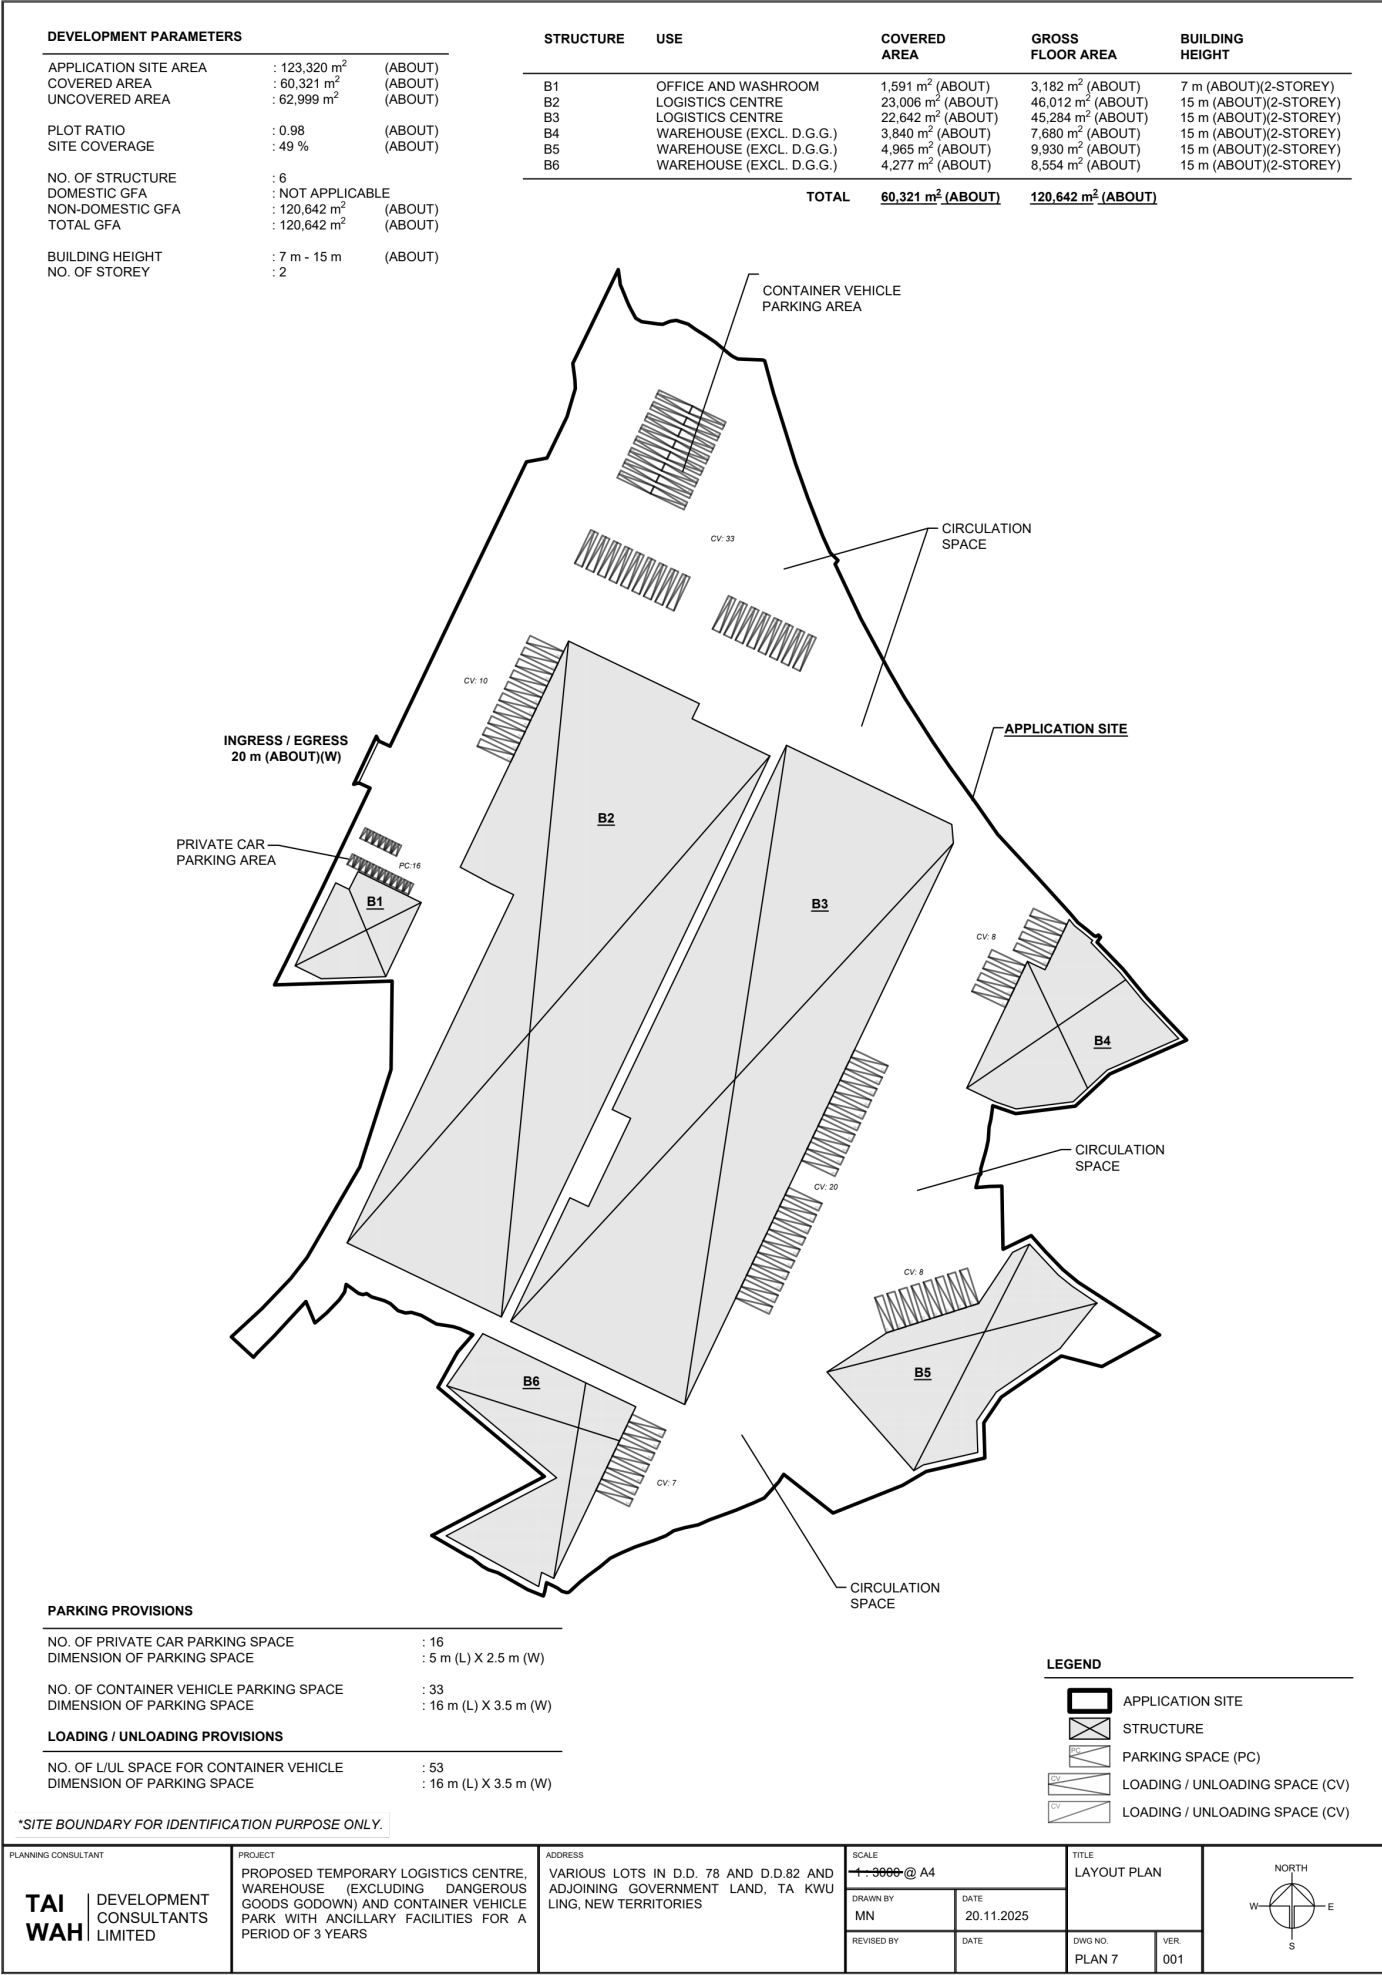 DEVELOPMENT PARAMETERS
APPLICATION SITE AREA : 123,320 m² (ABOUT)
COVERED AREA : 60,321 m² (ABOUT)
UNCOVERED AREA : 62,999 m² (ABOUT)
PLOT RATIO : 0.98 (ABOUT)
SITE COVERAGE : 49 % (ABOUT)
NO. OF STRUCTURE : 6
DOMESTIC GFA : NOT APPLICABLE
NON-DOMESTIC GFA : 120,642 m² (ABOUT)
TOTAL GFA : 120,642 m² (ABOUT)
BUILDING HEIGHT : 7 m - 15 m (ABOUT)
NO. OF STOREY : 2
STRUCTURE USE COVERED AREA GROSS FLOOR AREA BUILDING HEIGHT
B1 OFFICE AND WASHROOM 1,591 m² (ABOUT) 3,182 m² (ABOUT) 7 m (ABOUT)(2-STOREY)
B2 LOGISTICS CENTRE 23,006 m² (ABOUT) 46,012 m² (ABOUT) 15 m (ABOUT)(2-STOREY)
B3 LOGISTICS CENTRE 22,642 m² (ABOUT) 45,284 m² (ABOUT) 15 m (ABOUT)(2-STOREY)
B4 WAREHOUSE (EXCL. D.G.G.) 3,840 m² (ABOUT) 7,680 m² (ABOUT) 15 m (ABOUT)(2-STOREY)
B5 WAREHOUSE (EXCL. D.G.G.) 4,965 m² (ABOUT) 9,930 m² (ABOUT) 15 m (ABOUT)(2-STOREY)
B6 WAREHOUSE (EXCL. D.G.G.) 4,277 m² (ABOUT) 8,554 m² (ABOUT) 15 m (ABOUT)(2-STOREY)
TOTAL 60,321 m² (ABOUT) 120,642 m² (ABOUT)
CONTAINER VEHICLE
PARKING AREA
CV: 33
CIRCULATION
SPACE
CV: 10
APPLICATION SITE
INGRESS / EGRESS
20 m (ABOUT)(W)
B2
PRIVATE CAR
PARKING AREA
PC:16
B1
B3
CV: 8
B4
CIRCULATION
SPACE
CV: 20
CV: 8
B5
B6
CV: 7
CIRCULATION
SPACE
PARKING PROVISIONS
NO. OF PRIVATE CAR PARKING SPACE : 16
DIMENSION OF PARKING SPACE : 5 m (L) X 2.5 m (W)
NO. OF CONTAINER VEHICLE PARKING SPACE : 33
DIMENSION OF PARKING SPACE : 16 m (L) X 3.5 m (W)
LOADING / UNLOADING PROVISIONS
NO. OF L/UL SPACE FOR CONTAINER VEHICLE : 53
DIMENSION OF PARKING SPACE : 16 m (L) X 3.5 m (W)
*SITE BOUNDARY FOR IDENTIFICATION PURPOSE ONLY.
LEGEND
APPLICATION SITE
STRUCTURE
PC PARKING SPACE (PC)
CV LOADING / UNLOADING SPACE (CV)
CV LOADING / UNLOADING SPACE (CV)
PLANNING CONSULTANT
TAI WAH
DEVELOPMENT
CONSULTANTS
LIMITED
PROJECT
PROPOSED TEMPORARY LOGISTICS CENTRE,
WAREHOUSE (EXCLUDING DANGEROUS
GOODS GODOWN) AND CONTAINER VEHICLE
PARK WITH ANCILLARY FACILITIES FOR A
PERIOD OF 3 YEARS
ADDRESS
VARIOUS LOTS IN D.D. 78 AND D.D.82 AND
ADJOINING GOVERNMENT LAND, TA KWU
LING, NEW TERRITORIES
SCALE
1 : 3000 @ A4
DRAWN BY
MN
DATE
20.11.2025
REVISED BY
DATE
TITLE
LAYOUT PLAN
DWG NO.
PLAN 7
VER.
001
NORTH
W
E
S